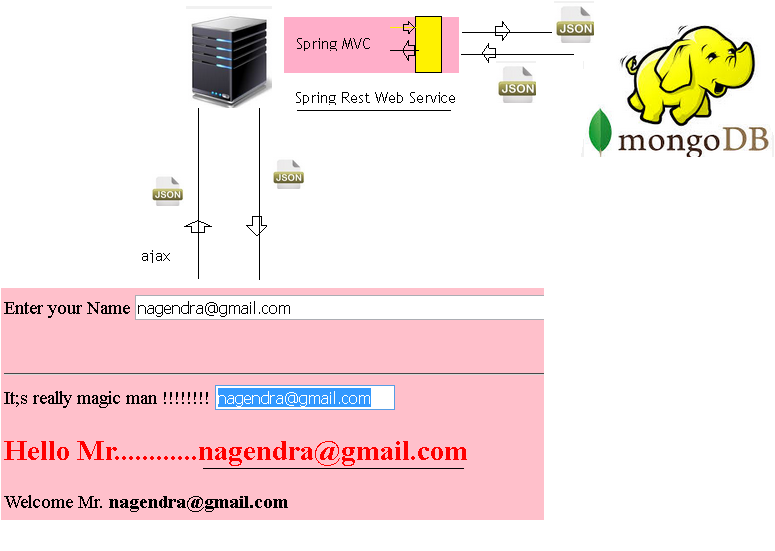 JSON
Spring MVC
JSON
Spring Rest Web Service
mongoDB
JSON
JSON
ajax
Enter your Name nagendra@gmail.com
It;s really magic man !!!!!!!! nagendra@gmail.com
Hello Mr............nagendra@gmail.com
Welcome Mr. nagendra@gmail.com